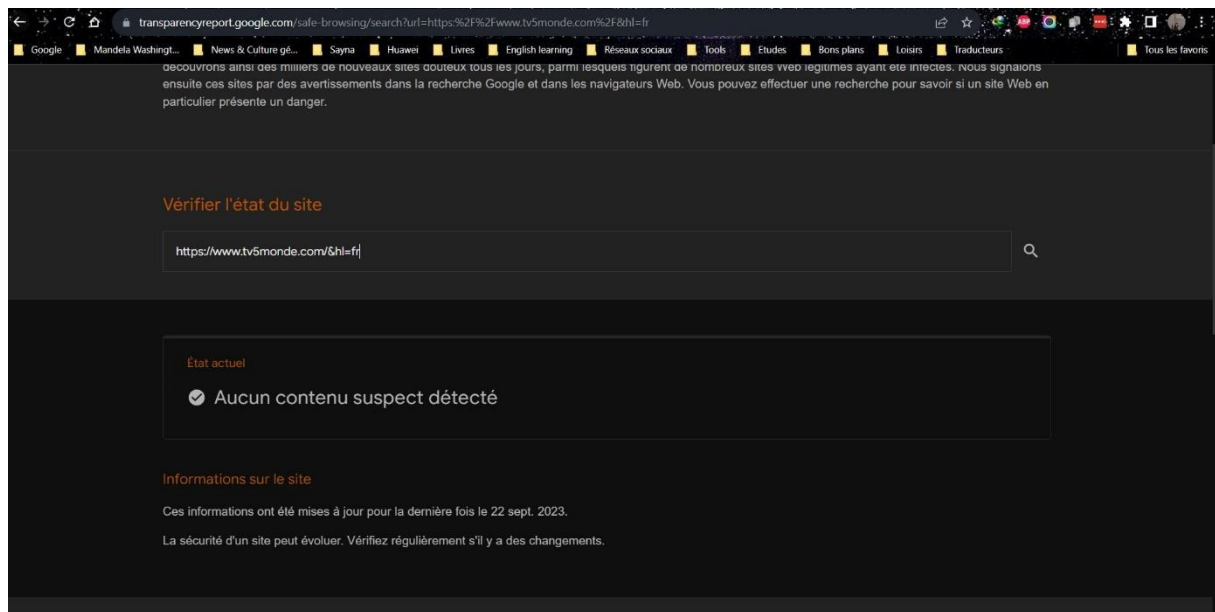 transparencyreport.google.com/safe-browsing/search?url=https:%2F%2Fwww.tv5monde.com%2F&hl=fr
Google Mandela Washingt... News & Culture gé... Sayna Huawei Livres English learning Réseaux sociaux Tools Etudes Bons plans Loisirs Traducteurs Tous les favoris
découvrons ainsi des milliers de nouveaux sites douteux tous les jours, parmi lesquels figurent de nombreux sites Web légitimes ayant été infectés. Nous signalons
ensuite ces sites par des avertissements dans la recherche Google et dans les navigateurs Web. Vous pouvez effectuer une recherche pour savoir si un site Web en
particulier présente un danger.
Vérifier l'état du site
https://www.tv5monde.com/&hl=fr
État actuel
Aucun contenu suspect détecté
Informations sur le site
Ces informations ont été mises à jour pour la dernière fois le 22 sept. 2023.
La sécurité d'un site peut évoluer. Vérifiez régulièrement s'il y a des changements.